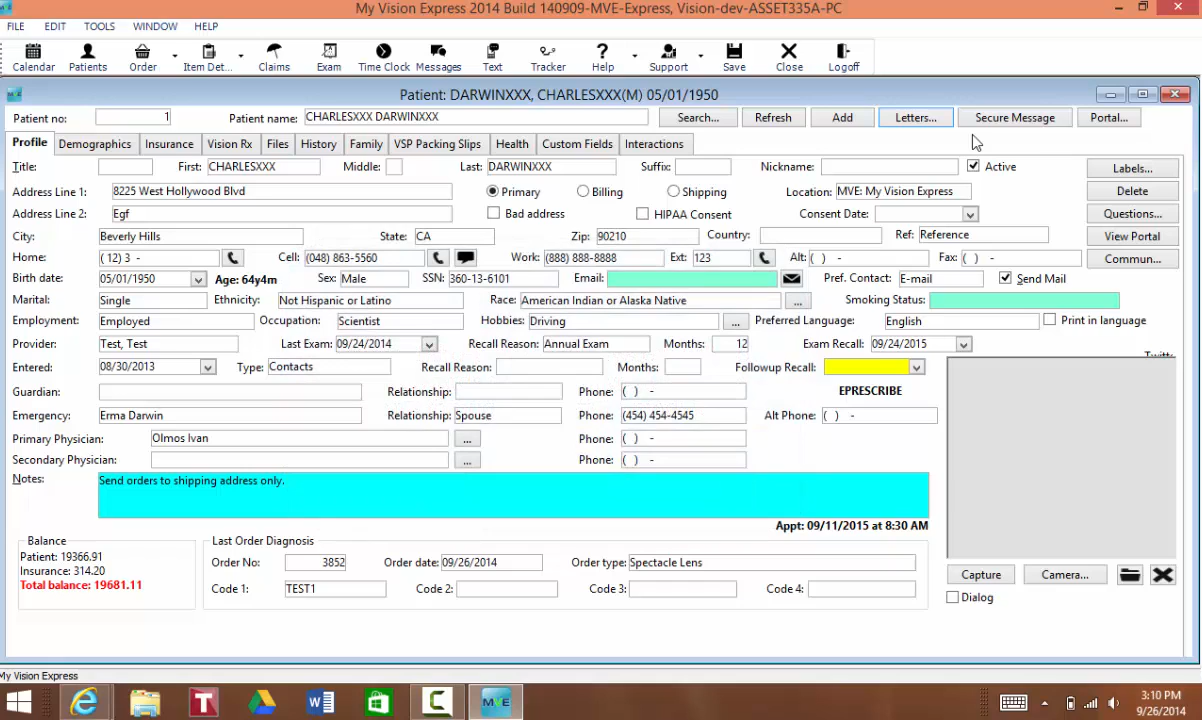 My Vision Express 2014 Build 140909-MVE-Express, Vision-dev-ASSET335A-PC
FILE EDIT TOOLS WINDOW HELP
Calendar Patients Order Item Det... Claims Exam Time Clock Messages Text Tracker Help Support Save Close Logoff
Patient: DARWINXXX, CHARLESXXX(M) 05/01/1950
Patient no: 1 Patient name: CHARLESXXX DARWINXXX Search... Refresh Add Letters... Secure Message Portal...
Profile Demographics Insurance Vision Rx Files History Family VSP Packing Slips Health Custom Fields Interactions
Title: First: CHARLESXXX Middle: Last: DARWINXXX Suffix: Nickname: Active Labels...
Address Line 1: 8225 West Hollywood Blvd Primary Billing Shipping Location: MVE: My Vision Express Delete
Address Line 2: Egf Bad address HIPAA Consent Consent Date: Questions...
City: Beverly Hills State: CA Zip: 90210 Country: Ref: Reference View Portal
Home: ( 12) 3 - Cell: (048) 863-5560 Work: (888) 888-8888 Ext: 123 Alt: ( ) - Fax: ( ) - Commun...
Birth date: 05/01/1950 Age: 64y4m Sex: Male SSN: 360-13-6101 Email: Pref. Contact: E-mail Send Mail
Marital: Single Ethnicity: Not Hispanic or Latino Race: American Indian or Alaska Native ... Smoking Status:
Employment: Employed Occupation: Scientist Hobbies: Driving ... Preferred Language: English Print in language
Provider: Test, Test Last Exam: 09/24/2014 Recall Reason: Annual Exam Months: 12 Exam Recall: 09/24/2015
Entered: 08/30/2013 Type: Contacts Recall Reason: Months: Followup Recall:
Guardian: Relationship: Phone: ( ) - EPRESCRIBE
Emergency: Erma Darwin Relationship: Spouse Phone: (454) 454-4545 Alt Phone: ( ) -
Primary Physician: Olmos Ivan ... Phone: ( ) -
Secondary Physician: ... Phone: ( ) -
Notes: Send orders to shipping address only.
Appt: 09/11/2015 at 8:30 AM
Balance Last Order Diagnosis
Patient: 19366.91
Insurance: 314.20
Total balance: 19681.11
Order No: 3852 Order date: 09/26/2014 Order type: Spectacle Lens
Code 1: TEST1 Code 2: Code 3: Code 4:
Capture Camera...
Dialog
My Vision Express
3:10 PM
9/26/2014